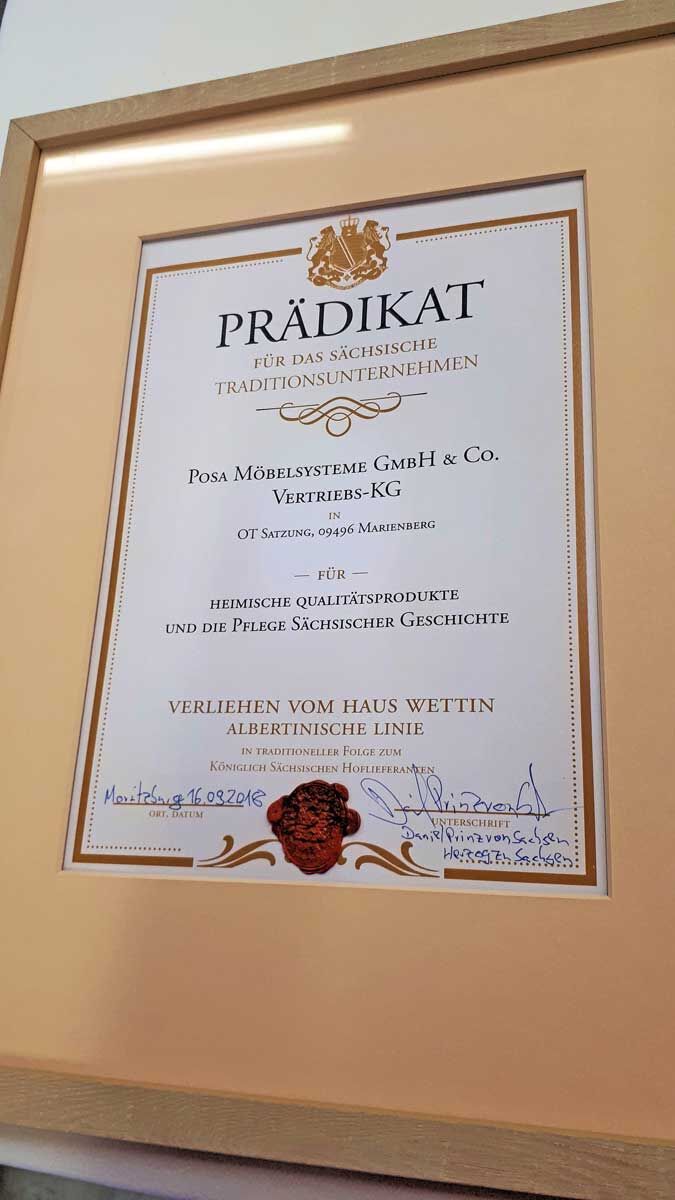 PRÄDIKAT
FÜR DAS SÄCHSISCHE
TRADITIONSUNTERNEHMEN
POSA MÖBELSYSTEME GMBH & CO.
VERTRIEBS-KG
IN
OT SATZUNG, 09496 MARIENBERG
— FÜR —
HEIMISCHE QUALITÄTSPRODUKTE
UND DIE PFLEGE SÄCHSISCHER GESCHICHTE
VERLIEHEN VOM HAUS WETTIN
ALBERTINISCHE LINIE
IN TRADITIONELLER FOLGE ZUM
KÖNIGLICH SÄCHSISCHEN HOFLIEFERANTEN
Moritzburg 16.09.2018
ORT, DATUM
UNTERSCHRIFT
Daniel Prinz von Sachsen
Herzog zu Sachsen